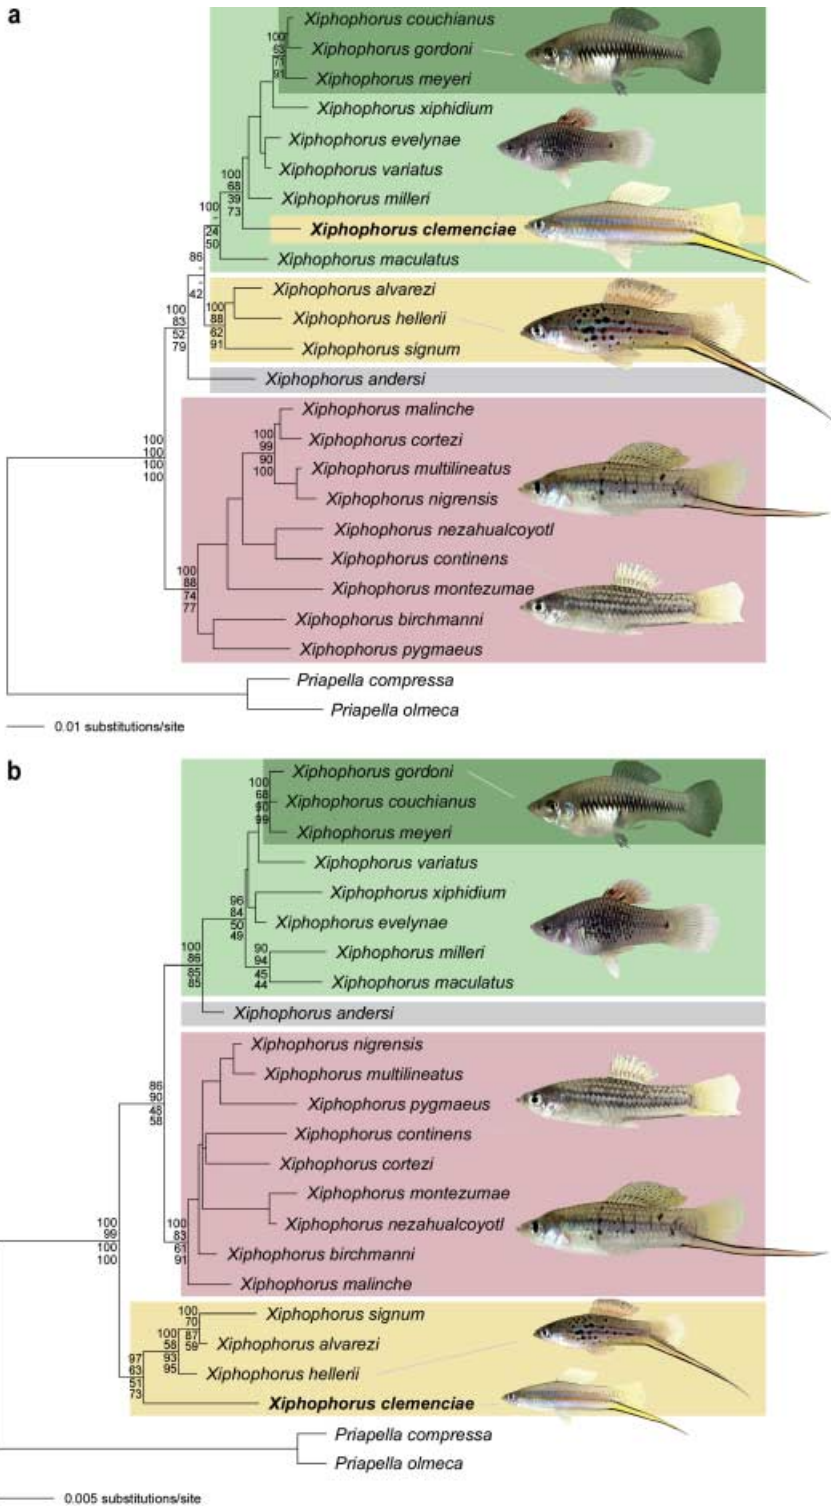 a
Xiphophorus couchianus
100
63
Xiphophorus gordoni
71
91
Xiphophorus meyeri
Xiphophorus xiphidium
Xiphophorus evelynae
Xiphophorus variatus
100
68
39
73
Xiphophorus milleri
100
-
24
50
Xiphophorus clemenciae
Xiphophorus maculatus
86
-
-
42
Xiphophorus alvarezi
100
88
62
91
Xiphophorus hellerii
100
83
52
79
Xiphophorus signum
Xiphophorus andersi
Xiphophorus malinche
100
99
90
100
Xiphophorus cortezi
100
100
100
100
Xiphophorus multilineatus
Xiphophorus nigrensis
Xiphophorus nezahualcoyotl
Xiphophorus continens
100
88
74
77
Xiphophorus montezumae
Xiphophorus birchmanni
Xiphophorus pygmaeus
Priapella compressa
Priapella olmeca
0.01 substitutions/site
b
Xiphophorus gordoni
100
68
90
99
Xiphophorus couchianus
Xiphophorus meyeri
Xiphophorus variatus
Xiphophorus xiphidium
96
84
50
49
Xiphophorus evelynae
90
94
45
44
Xiphophorus milleri
100
86
85
85
Xiphophorus maculatus
Xiphophorus andersi
Xiphophorus nigrensis
Xiphophorus multilineatus
86
90
48
58
Xiphophorus pygmaeus
Xiphophorus continens
Xiphophorus cortezi
Xiphophorus montezumae
100
99
100
100
Xiphophorus nezahualcoyotl
100
83
61
91
Xiphophorus birchmanni
Xiphophorus malinche
Xiphophorus signum
100
70
87
59
Xiphophorus alvarezi
100
58
93
95
Xiphophorus hellerii
97
63
51
73
Xiphophorus clemenciae
Priapella compressa
Priapella olmeca
0.005 substitutions/site